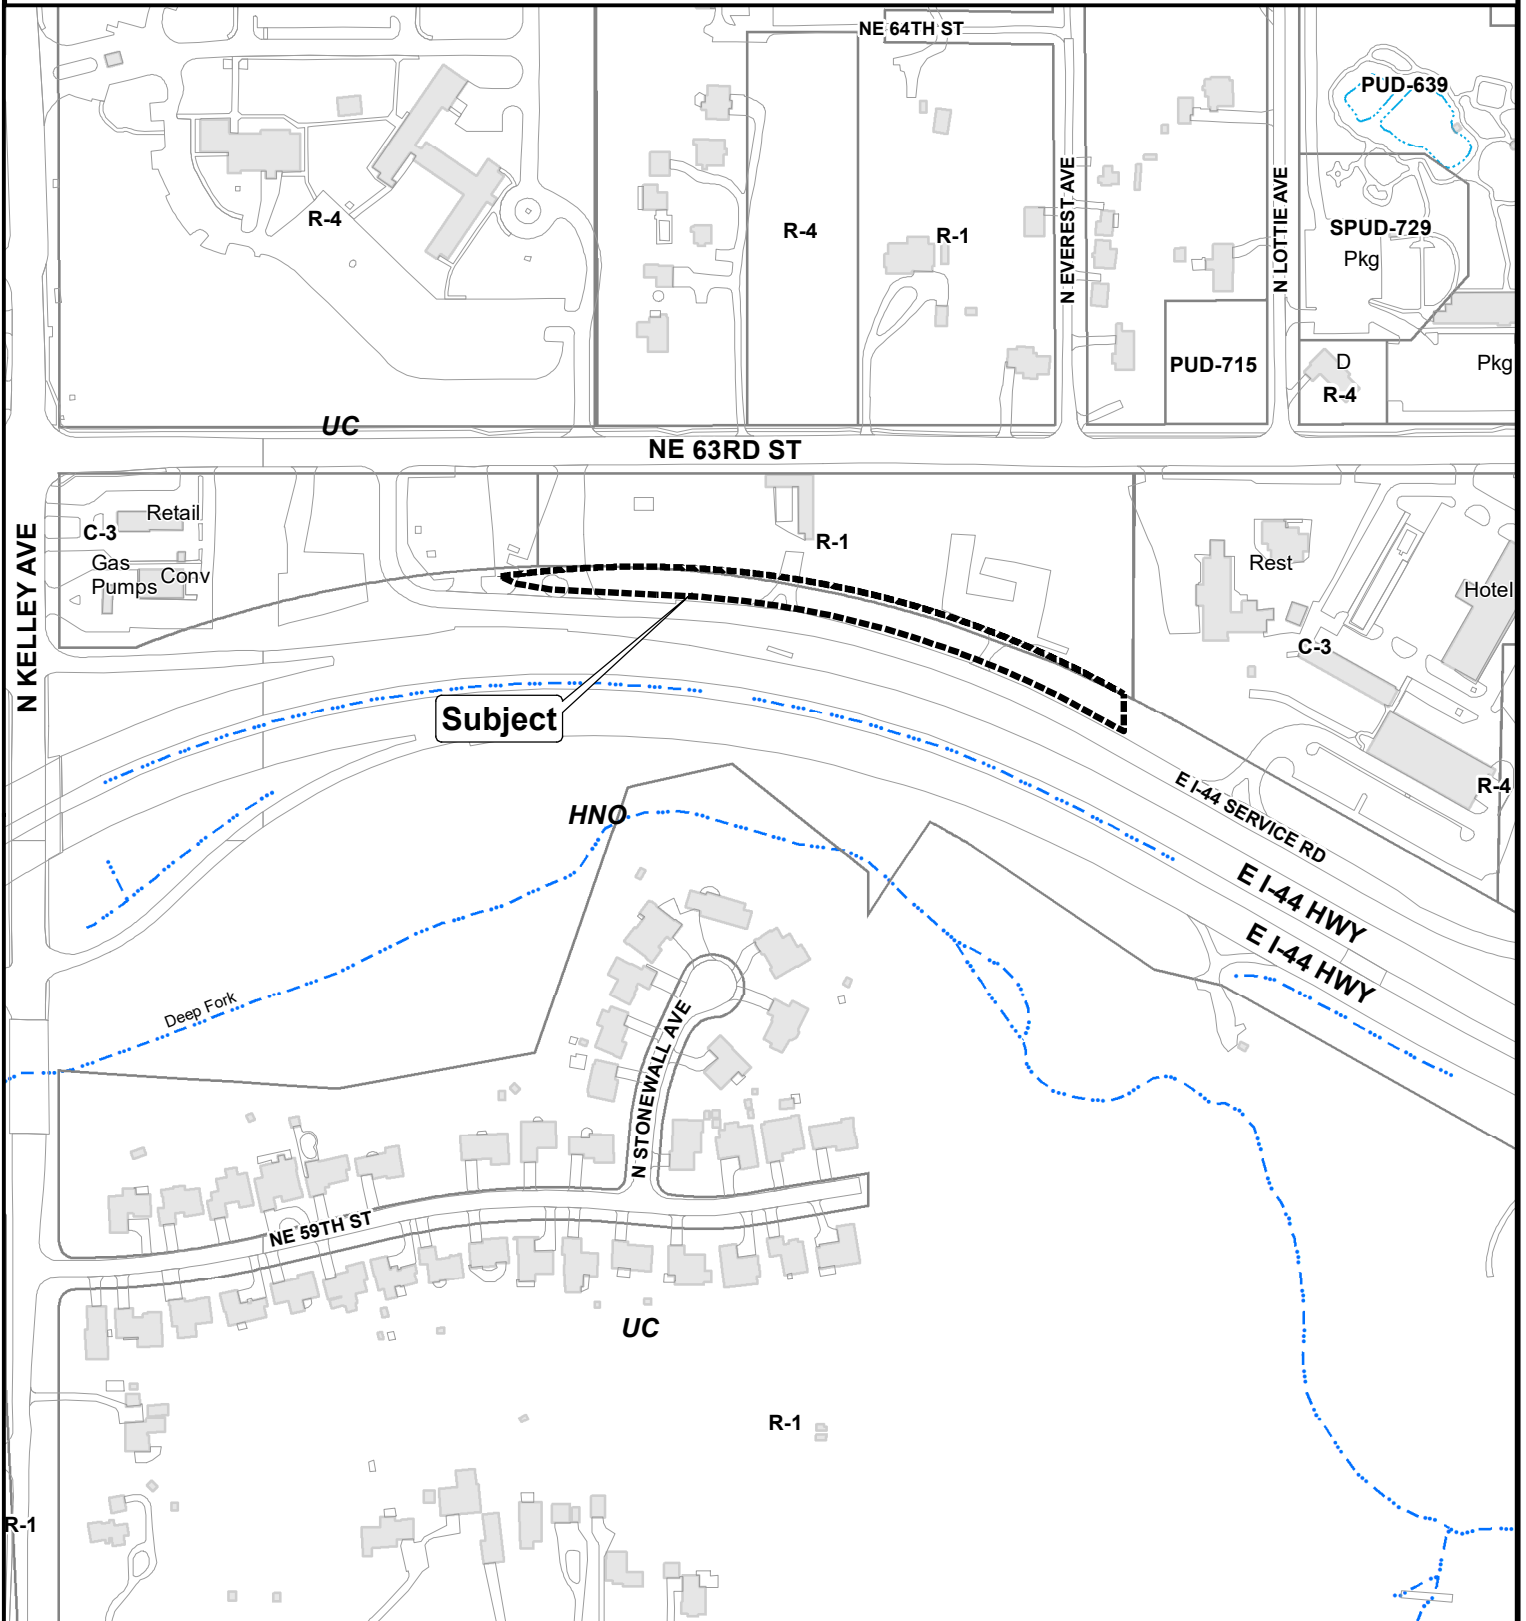 NE 64TH ST
PUD-639
N EVEREST AVE
N LOTTIE AVE
R-4
R-4
R-1
SPUD-729
Pkg
PUD-715
D
R-4
Pkg
UC
NE 63RD ST
N KELLEY AVE
Retail
C-3
Gas
Pumps
Conv
R-1
Rest
Hotel
C-3
Subject
R-4
E I-44 SERVICE RD
HNO
E I-44 HWY
E I-44 HWY
Deep Fork
N STONEWALL AVE
NE 59TH ST
UC
R-1
R-1